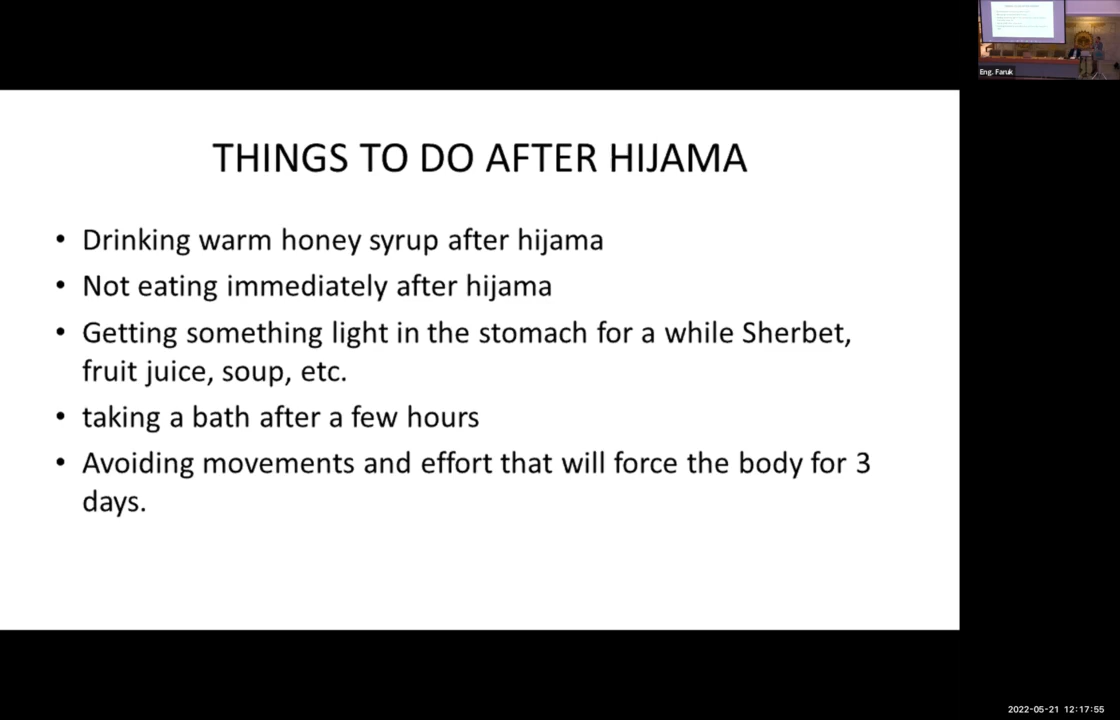 Eng. Faruk
THINGS TO DO AFTER HIJAMA
• Drinking warm honey syrup after hijama
• Not eating immediately after hijama
• Getting something light in the stomach for a while Sherbet,
fruit juice, soup, etc.
• taking a bath after a few hours
• Avoiding movements and effort that will force the body for 3
days.
2022-05-21 12:17:55